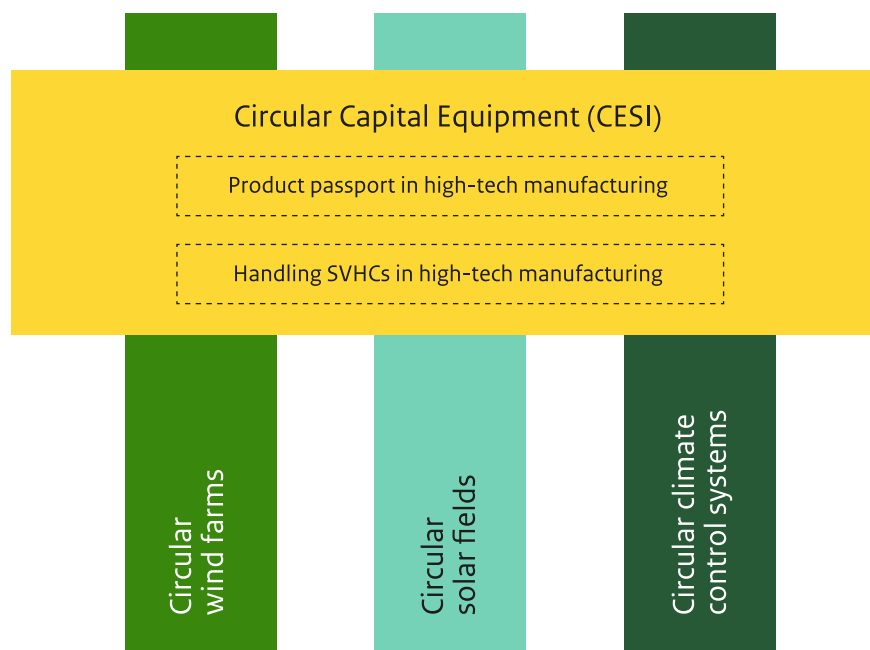 Circular Capital Equipment (CESI)
Product passport in high-tech manufacturing
Handling SVHCs in high-tech manufacturing
Circular
wind farms
Circular
solar fields
Circular climate
control systems